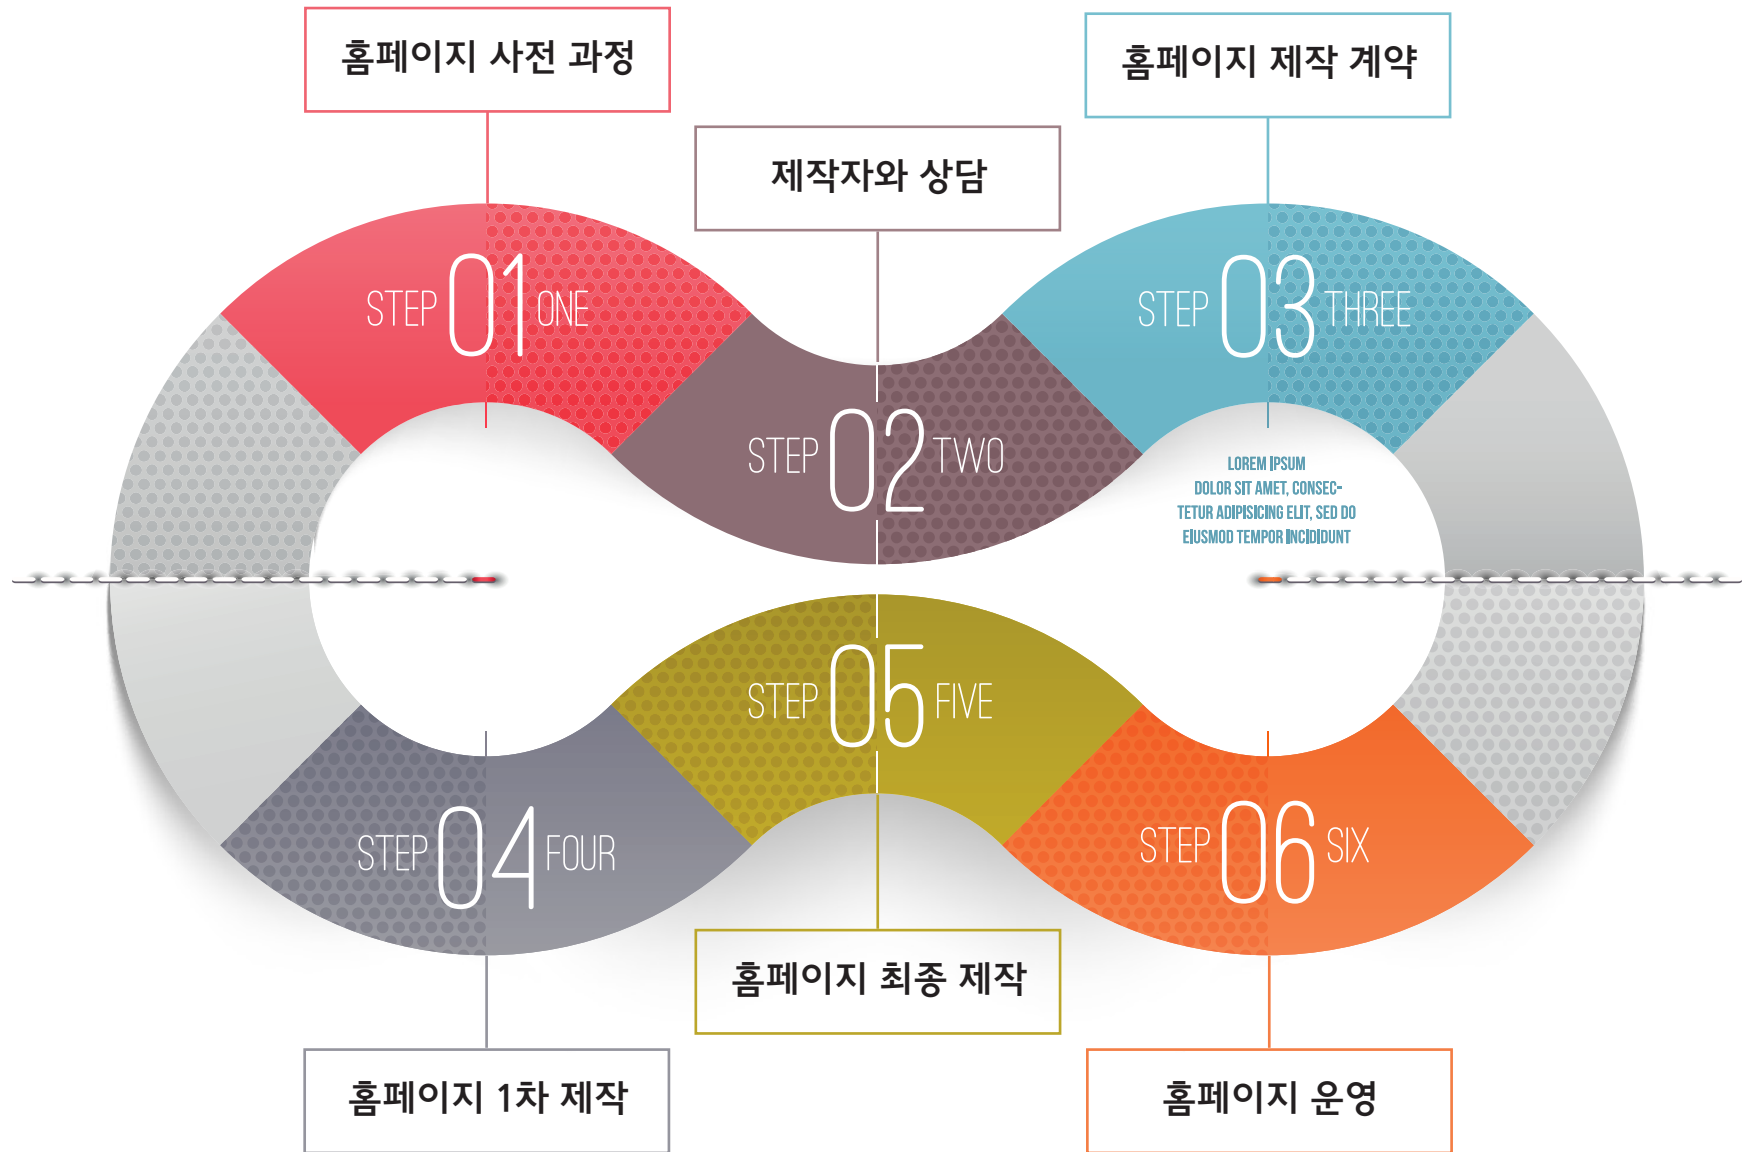 홈페이지 사전 과정
홈페이지 제작 계약
제작자와 상담
STEP 01 ONE
STEP 03 THREE
STEP 02 TWO
LOREM IPSUM
DOLOR SIT AMET, CONSEC-
TETUR ADIPISICING ELIT, SED DO
EIUSMOD TEMPOR INCIDIDUNT
STEP 05 FIVE
STEP 04 FOUR
STEP 06 SIX
홈페이지 최종 제작
홈페이지 1차 제작
홈페이지 운영